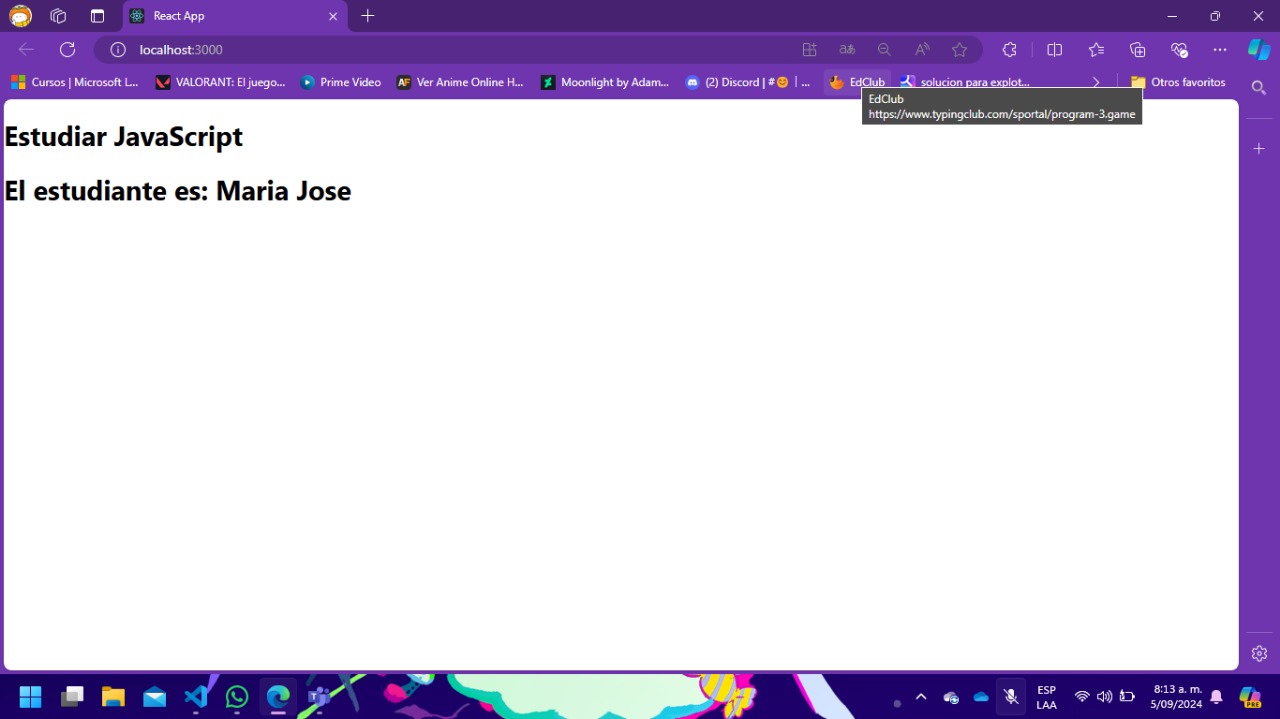 React App
localhost:3000
Cursos | Microsoft L...
VALORANT: El juego...
Prime Video
Ver Anime Online H...
Moonlight by Adam...
(2) Discord | #😊 | ...
EdClub
solucion para explot...
Otros favoritos
EdClub
https://www.typingclub.com/sportal/program-3.game
Estudiar JavaScript
El estudiante es: Maria Jose
ESP
LAA
8:13 a. m.
5/09/2024
PRE